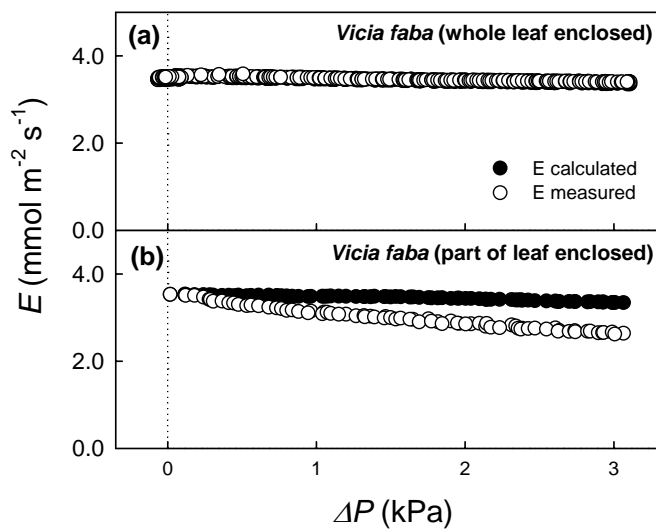 (a)
Vicia faba (whole leaf enclosed)
4.0
2.0
0.0
E calculated
E measured
(b)
Vicia faba (part of leaf enclosed)
4.0
2.0
0.0
E (mmol m⁻² s⁻¹)
0 1 2 3
ΔP (kPa)